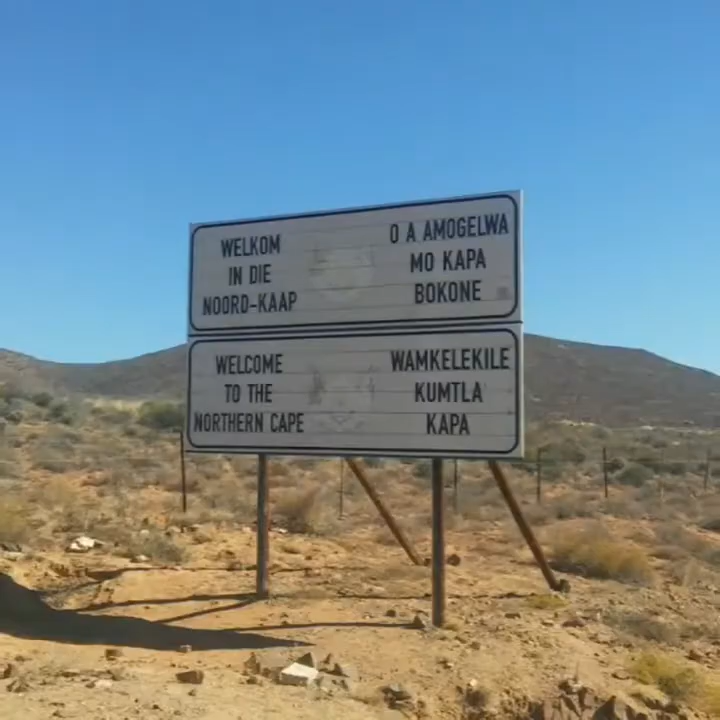 WELKOM
IN DIE
NOORD-KAAP
O A AMOGELWA
MO KAPA
BOKONE
WELCOME
TO THE
NORTHERN CAPE
WAMKELEKILE
KUMTLA
KAPA